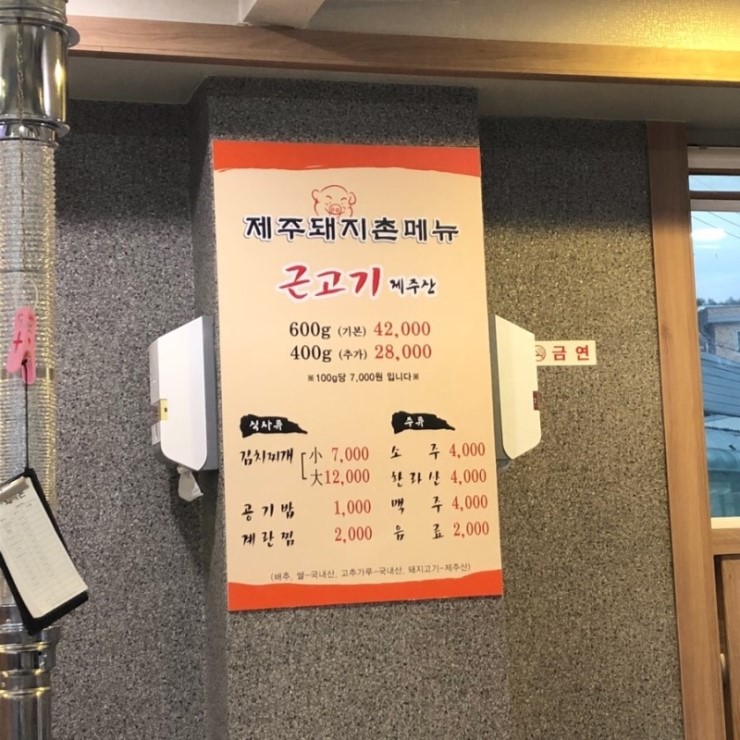 제주돼지촌메뉴
근고기 제주산
600g (기본) 42,000
400g (추가) 28,000
※100g당 7,000원 입니다※
식사류
김치찌개 小 7,000
大 12,000
공기밥 1,000
계란찜 2,000
주류
소주 4,000
한라산 4,000
맥주 4,000
음료 2,000
(배추, 쌀-국내산, 고추가루-국내산, 돼지고기-제주산)
금연